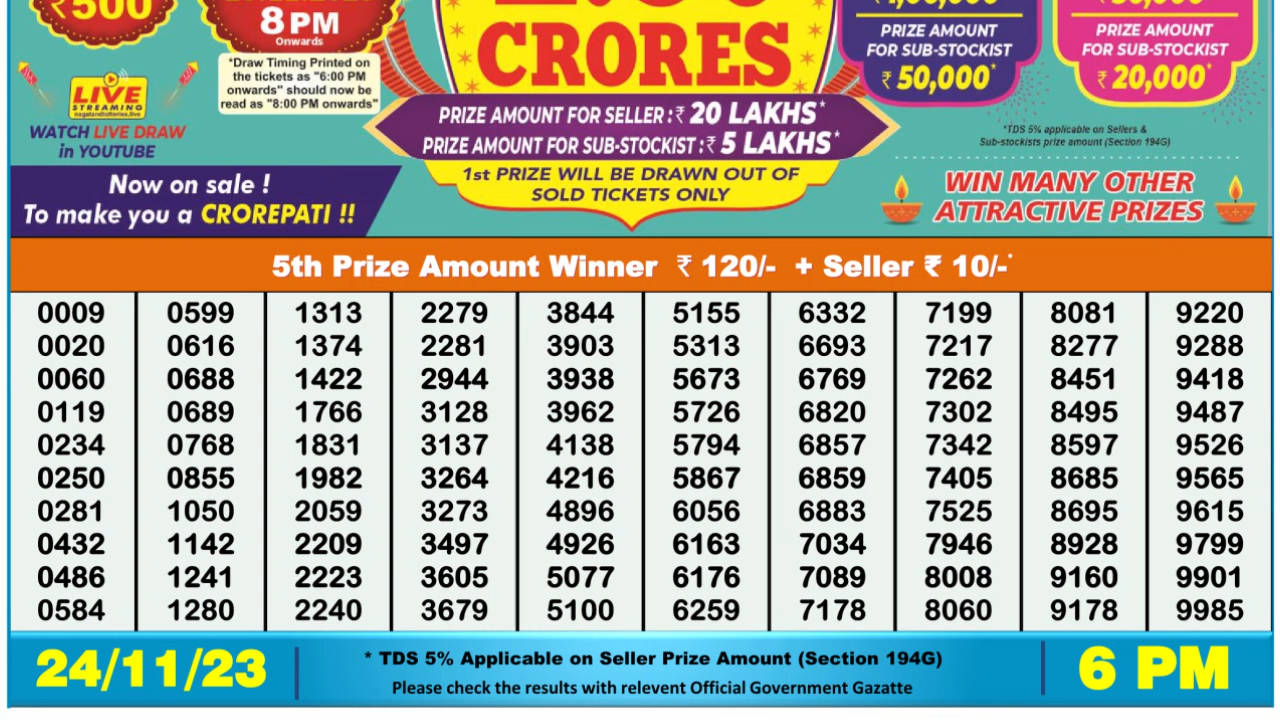 ₹500
8 PM
Onwards
*Draw Timing Printed on
the tickets as "6:00 PM
onwards" should now be
read as "8:00 PM onwards"
LIVE
STREAMING
nagalandlotteries.live
WATCH LIVE DRAW
in YOUTUBE
Now on sale !
To make you a CROREPATI !!
CRORES
PRIZE AMOUNT FOR SELLER : ₹ 20 LAKHS*
PRIZE AMOUNT FOR SUB-STOCKIST : ₹ 5 LAKHS*
1st PRIZE WILL BE DRAWN OUT OF
SOLD TICKETS ONLY
PRIZE AMOUNT
FOR SUB-STOCKIST
₹ 50,000*
PRIZE AMOUNT
FOR SUB-STOCKIST
₹ 20,000*
*TDS 5% applicable on Sellers &
Sub-stockists prize amount (Section 194G)
WIN MANY OTHER
ATTRACTIVE PRIZES
5th Prize Amount Winner ₹ 120/- + Seller ₹ 10/-*
0009 0599 1313 2279 3844 5155 6332 7199 8081 9220
0020 0616 1374 2281 3903 5313 6693 7217 8277 9288
0060 0688 1422 2944 3938 5673 6769 7262 8451 9418
0119 0689 1766 3128 3962 5726 6820 7302 8495 9487
0234 0768 1831 3137 4138 5794 6857 7342 8597 9526
0250 0855 1982 3264 4216 5867 6859 7405 8685 9565
0281 1050 2059 3273 4896 6056 6883 7525 8695 9615
0432 1142 2209 3497 4926 6163 7034 7946 8928 9799
0486 1241 2223 3605 5077 6176 7089 8008 9160 9901
0584 1280 2240 3679 5100 6259 7178 8060 9178 9985
24/11/23
* TDS 5% Applicable on Seller Prize Amount (Section 194G)
Please check the results with relevent Official Government Gazatte
6 PM